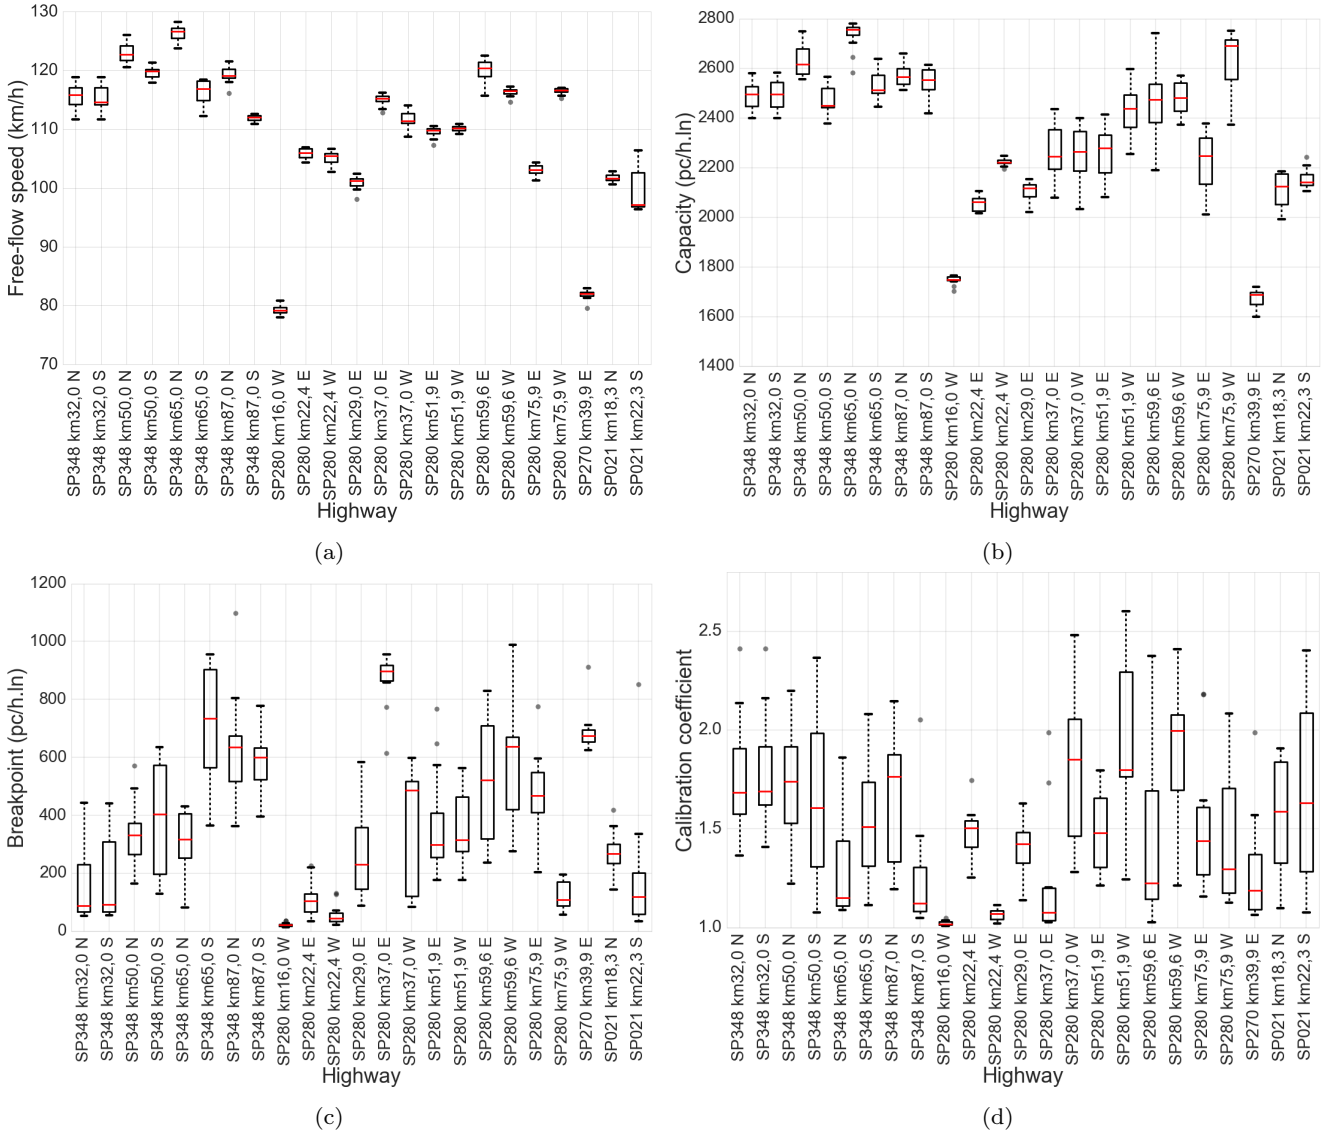 Free-flow speed (km/h)
130
120
110
100
90
80
70
SP348 km32,0 N
SP348 km32,0 S
SP348 km50,0 N
SP348 km50,0 S
SP348 km65,0 N
SP348 km65,0 S
SP348 km87,0 N
SP348 km87,0 S
SP280 km16,0 W
SP280 km22,4 E
SP280 km22,4 W
SP280 km29,0 E
SP280 km37,0 E
SP280 km37,0 W
SP280 km51,9 E
SP280 km51,9 W
SP280 km59,6 E
SP280 km59,6 W
SP280 km75,9 E
SP280 km75,9 W
SP270 km39,9 E
SP021 km18,3 N
SP021 km22,3 S
Highway
(a)
Capacity (pc/h.ln)
2800
2600
2400
2200
2000
1800
1600
1400
SP348 km32,0 N
SP348 km32,0 S
SP348 km50,0 N
SP348 km50,0 S
SP348 km65,0 N
SP348 km65,0 S
SP348 km87,0 N
SP348 km87,0 S
SP280 km16,0 W
SP280 km22,4 E
SP280 km22,4 W
SP280 km29,0 E
SP280 km37,0 E
SP280 km37,0 W
SP280 km51,9 E
SP280 km51,9 W
SP280 km59,6 E
SP280 km59,6 W
SP280 km75,9 E
SP280 km75,9 W
SP270 km39,9 E
SP021 km18,3 N
SP021 km22,3 S
Highway
(b)
Breakpoint (pc/h.ln)
1200
1000
800
600
400
200
0
SP348 km32,0 N
SP348 km32,0 S
SP348 km50,0 N
SP348 km50,0 S
SP348 km65,0 N
SP348 km65,0 S
SP348 km87,0 N
SP348 km87,0 S
SP280 km16,0 W
SP280 km22,4 E
SP280 km22,4 W
SP280 km29,0 E
SP280 km37,0 E
SP280 km37,0 W
SP280 km51,9 E
SP280 km51,9 W
SP280 km59,6 E
SP280 km59,6 W
SP280 km75,9 E
SP280 km75,9 W
SP270 km39,9 E
SP021 km18,3 N
SP021 km22,3 S
Highway
(c)
Calibration coefficient
2.5
2.0
1.5
1.0
SP348 km32,0 N
SP348 km32,0 S
SP348 km50,0 N
SP348 km50,0 S
SP348 km65,0 N
SP348 km65,0 S
SP348 km87,0 N
SP348 km87,0 S
SP280 km16,0 W
SP280 km22,4 E
SP280 km22,4 W
SP280 km29,0 E
SP280 km37,0 E
SP280 km37,0 W
SP280 km51,9 E
SP280 km51,9 W
SP280 km59,6 E
SP280 km59,6 W
SP280 km75,9 E
SP270 km39,9 E
SP021 km18,3 N
SP021 km22,3 S
Highway
(d)